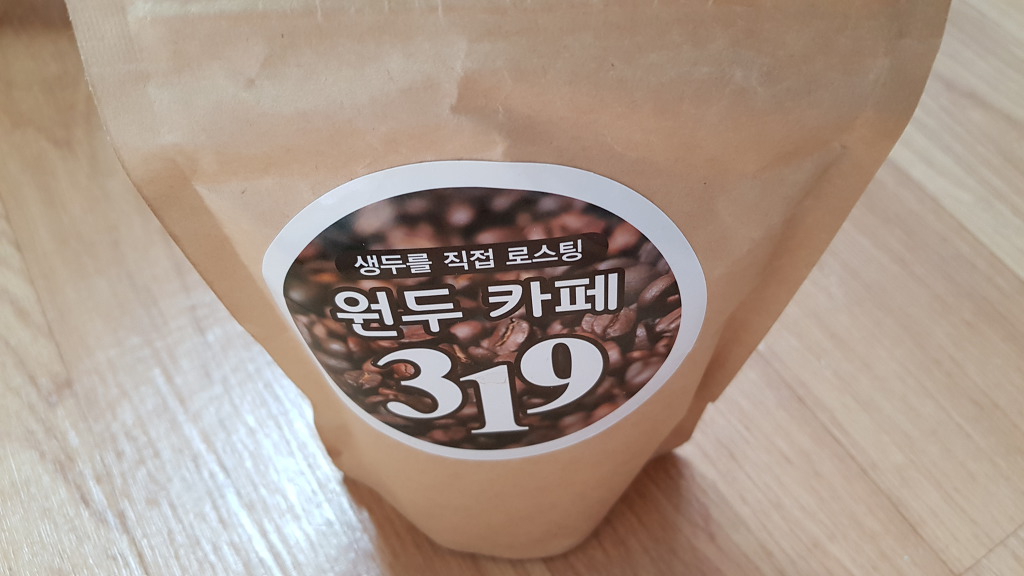 생두를 직접 로스팅
원두 카페
319